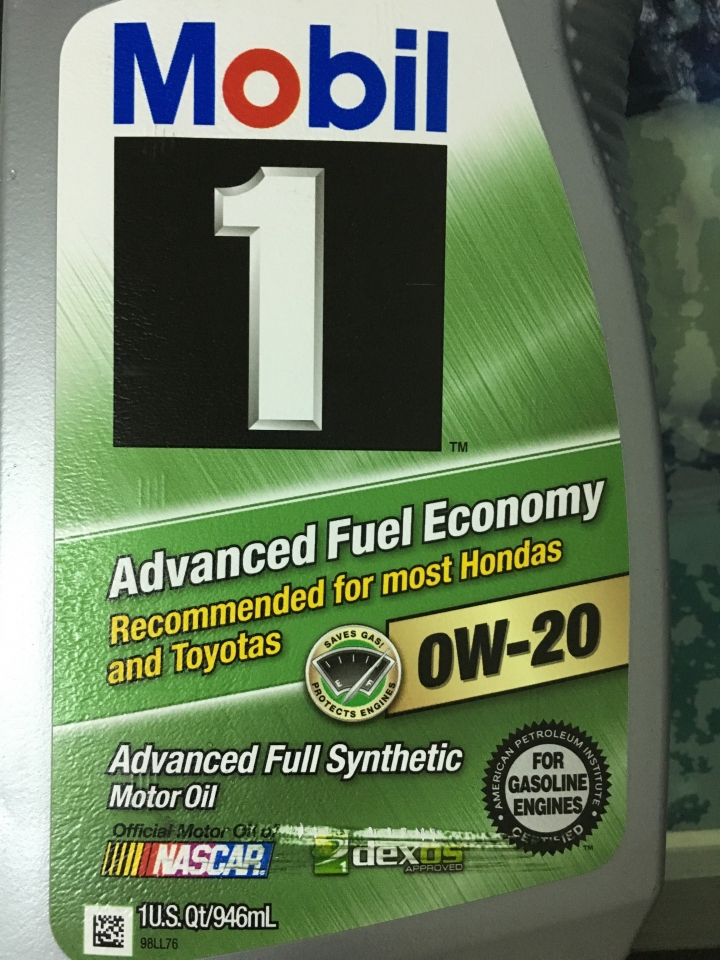 Mobil
1
TM
Advanced Fuel Economy
Recommended for most Hondas
and Toyotas
SAVES GAS!
E F
PROTECTS ENGINES
0W-20
Advanced Full Synthetic
Motor Oil
AMERICAN PETROLEUM INSTITUTE
FOR
GASOLINE
ENGINES
CERTIFIED
TM
Official Motor Oil of
NASCAR
dexos
APPROVED
1U.S. Qt/946mL
98LL76